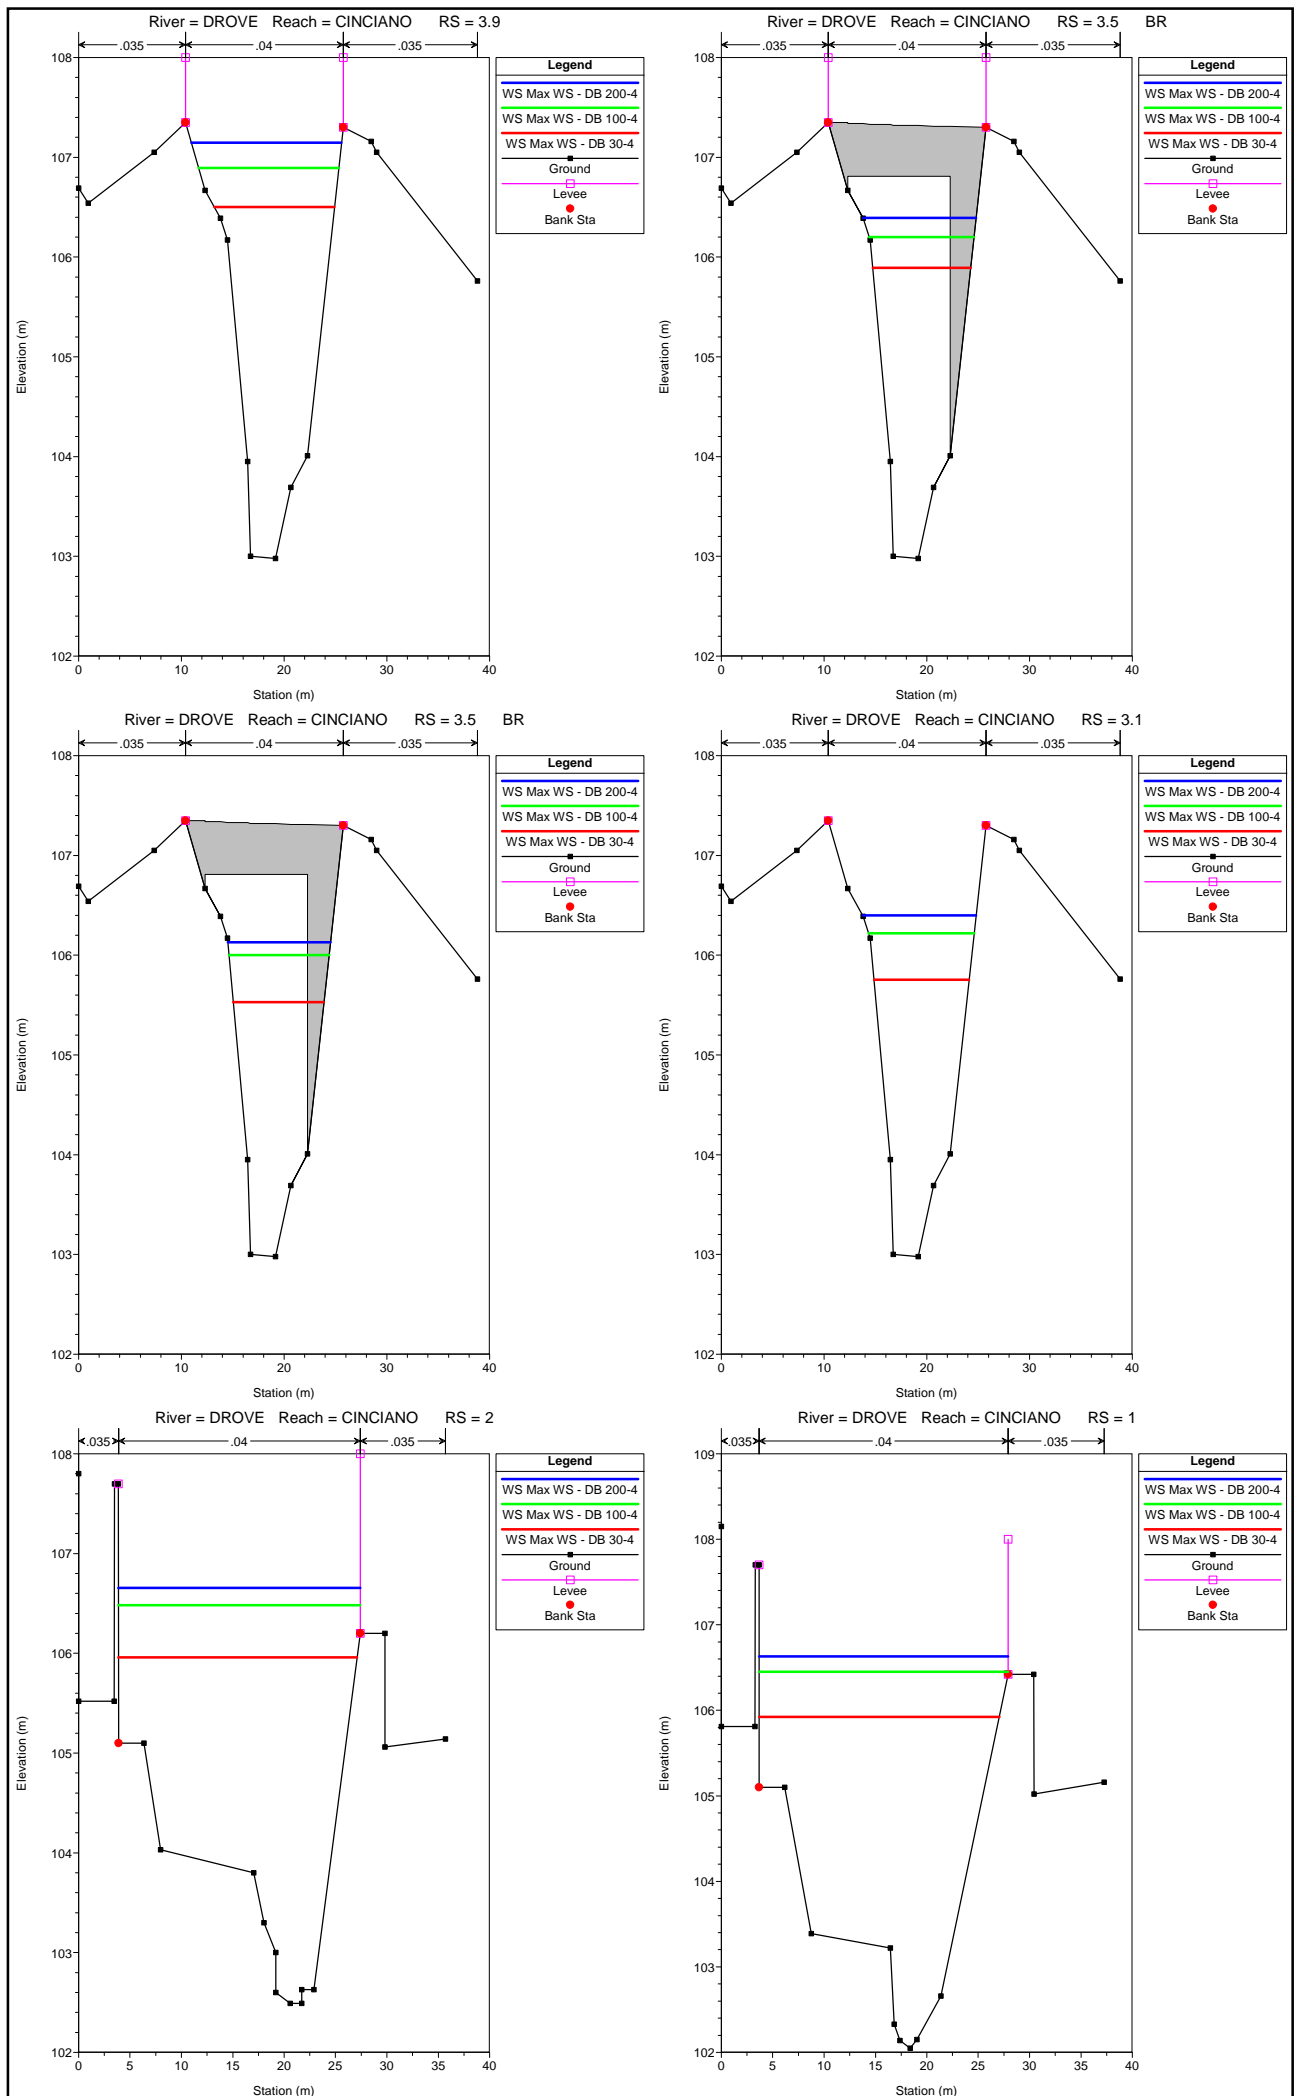 River = DROVE Reach = CINCIANO RS = 3.9
.035 .04 .035
108
107
106
105
104
103
102
0 10 20 30 40
Station (m)
Elevation (m)
Legend
WS Max WS - DB 200-4
WS Max WS - DB 100-4
WS Max WS - DB 30-4
Ground
Levee
Bank Sta
River = DROVE Reach = CINCIANO RS = 3.5 BR
.035 .04 .035
108
107
106
105
104
103
102
0 10 20 30 40
Station (m)
Elevation (m)
Legend
WS Max WS - DB 200-4
WS Max WS - DB 100-4
WS Max WS - DB 30-4
Ground
Levee
Bank Sta
River = DROVE Reach = CINCIANO RS = 3.5 BR
.035 .04 .035
108
107
106
105
104
103
102
0 10 20 30 40
Station (m)
Elevation (m)
Legend
WS Max WS - DB 200-4
WS Max WS - DB 100-4
WS Max WS - DB 30-4
Ground
Levee
Bank Sta
River = DROVE Reach = CINCIANO RS = 3.1
.035 .04 .035
108
107
106
105
104
103
102
0 10 20 30 40
Station (m)
Elevation (m)
Legend
WS Max WS - DB 200-4
WS Max WS - DB 100-4
WS Max WS - DB 30-4
Ground
Levee
Bank Sta
River = DROVE Reach = CINCIANO RS = 2
.035 .04 .035
108
107
106
105
104
103
102
0 5 10 15 20 25 30 35 40
Station (m)
Elevation (m)
Legend
WS Max WS - DB 200-4
WS Max WS - DB 100-4
WS Max WS - DB 30-4
Ground
Levee
Bank Sta
River = DROVE Reach = CINCIANO RS = 1
.035 .04 .035
109
108
107
106
105
104
103
102
0 5 10 15 20 25 30 35 40
Station (m)
Elevation (m)
Legend
WS Max WS - DB 200-4
WS Max WS - DB 100-4
WS Max WS - DB 30-4
Ground
Levee
Bank Sta